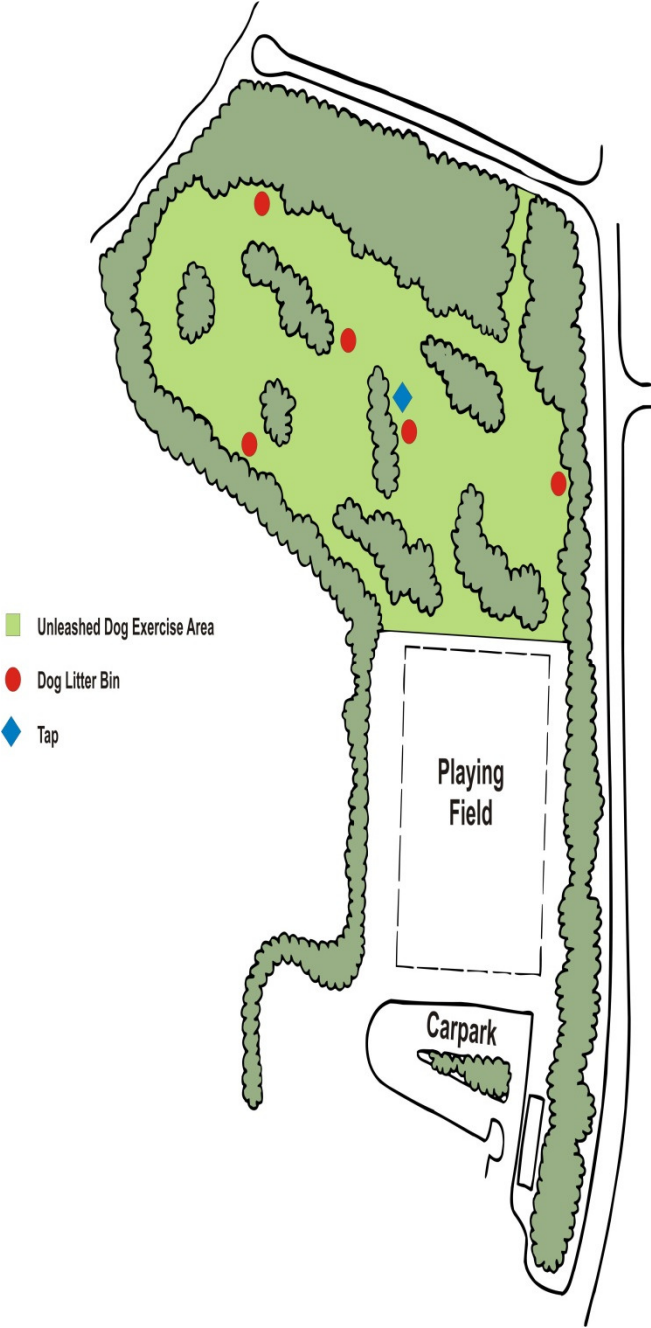 Unleashed Dog Exercise Area
Dog Litter Bin
Tap
Playing
Field
Carpark